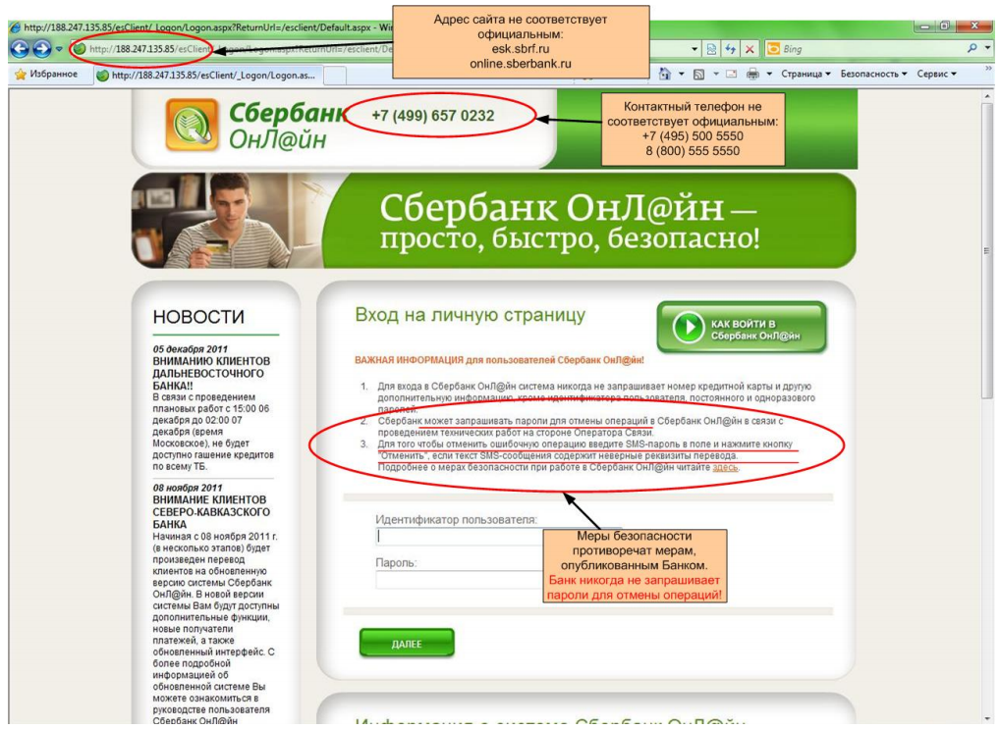 http://188.247.135.85/esClient/_Logon/Logon.aspx?ReturnUrl=/esclient/Default.aspx - Wi
Адрес сайта не соответствует
официальным:
esk.sbrf.ru
online.sberbank.ru
http://188.247.135.85/esClient/_Logon/Logon.aspx?ReturnUrl=/esclient/De
Bing
Избранное
http://188.247.135.85/esClient/_Logon/Logon.as...
Страница
Безопасность
Сервис
Сбербанк
ОнЛ@йн
+7 (499) 657 0232
Контактный телефон не
соответствует официальным:
+7 (495) 500 5550
8 (800) 555 5550
Сбербанк ОнЛ@йн —
просто, быстро, безопасно!
НОВОСТИ
05 декабря 2011
ВНИМАНИЮ КЛИЕНТОВ
ДАЛЬНЕВОСТОЧНОГО
БАНКА!!
В связи с проведением
плановых работ с 15:00 06
декабря до 02:00 07
декабря (время
Московское), не будет
доступно гашение кредитов
по всему ТБ.
08 ноября 2011
ВНИМАНИЕ КЛИЕНТОВ
СЕВЕРО-КАВКАЗСКОГО
БАНКА
Начиная с 08 ноября 2011 г.
(в несколько этапов) будет
произведен перевод
клиентов на обновленную
версию системы Сбербанк
ОнЛ@йн. В новой версии
системы Вам будут доступны
дополнительные функции,
новые получатели
платежей, а также
обновленный интерфейс. С
более подробной
информацией об
обновленной системе Вы
можете ознакомиться в
руководстве пользователя
Сбербанк ОнЛ@йн
Вход на личную страницу
КАК ВОЙТИ В
Сбербанк ОнЛ@йн
ВАЖНАЯ ИНФОРМАЦИЯ для пользователей Сбербанк ОнЛ@йн!
1. Для входа в Сбербанк ОнЛ@йн система никогда не запрашивает номер кредитной карты и другую
дополнительную информацию, кроме идентификатора пользователя, постоянного и одноразового
паролей.
2. Сбербанк может запрашивать пароли для отмены операций в Сбербанк ОнЛ@йн в связи с
проведением технических работ на стороне Оператора Связи.
3. Для того чтобы отменить ошибочную операцию введите SMS-пароль в поле и нажмите кнопку
"Отменить", если текст SMS-сообщения содержит неверные реквизиты перевода.
Подробнее о мерах безопасности при работе в Сбербанк ОнЛ@йн читайте здесь.
Идентификатор пользователя:
Пароль:
Меры безопасности
противоречат мерам,
опубликованным Банком.
Банк никогда не запрашивает
пароли для отмены операций!
ДАЛЕЕ
Информация о системе Сбербанк ОнЛ@йн